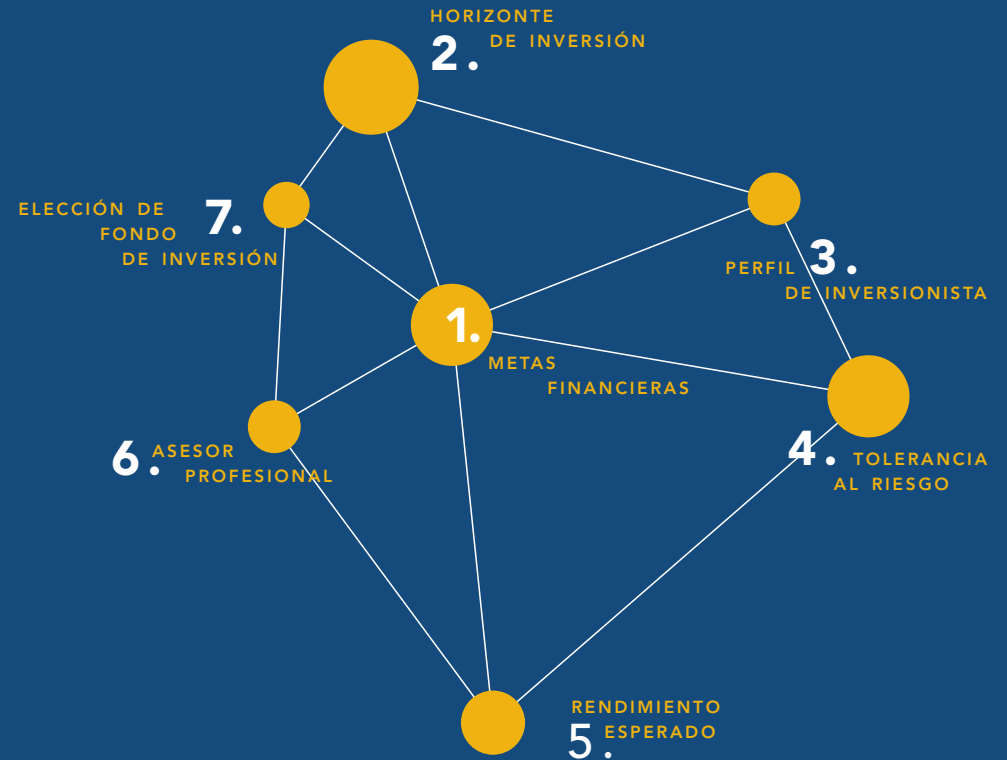 1.
METAS
FINANCIERAS
HORIZONTE
2. DE INVERSIÓN
PERFIL 3.
DE INVERSIONISTA
4. TOLERANCIA
AL RIESGO
RENDIMIENTO
5. ESPERADO
6. ASESOR
PROFESIONAL
ELECCIÓN DE
FONDO 7.
DE INVERSIÓN